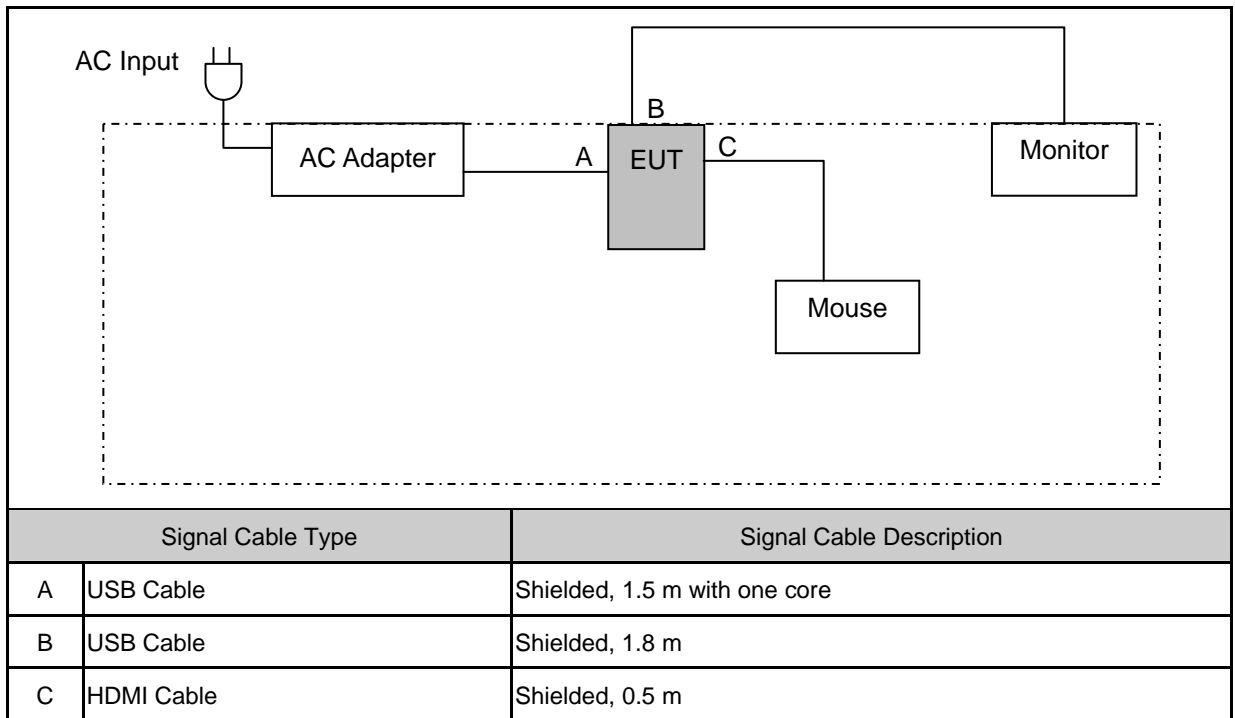 AC Input
B
AC Adapter
A
EUT
C
Monitor
Mouse
Signal Cable Type Signal Cable Description
A USB Cable Shielded, 1.5 m with one core
B USB Cable Shielded, 1.8 m
C HDMI Cable Shielded, 0.5 m